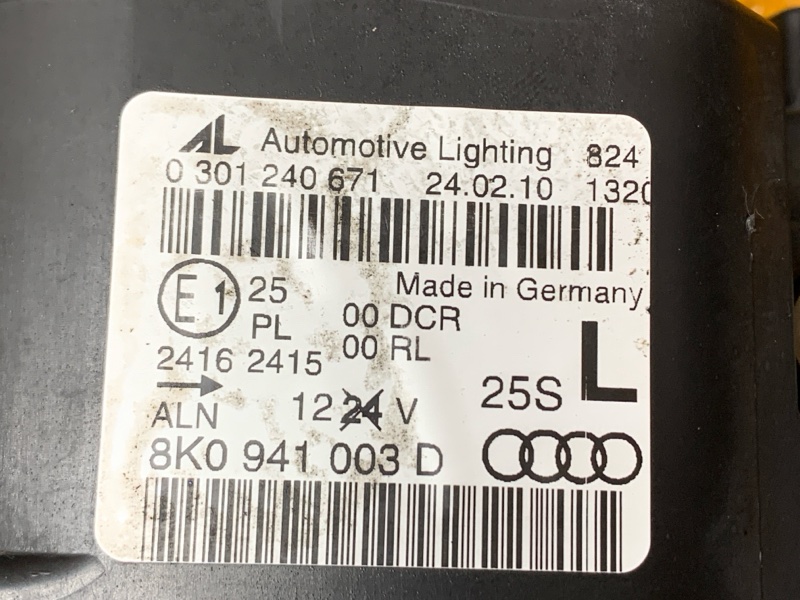 AL Automotive Lighting 824
0 301 240 671 24.02.10 1320
E1 25 Made in Germany
PL 00 DCR
00 RL
2416 2415
L
25S
ALN 12 24 V
8K0 941 003 D